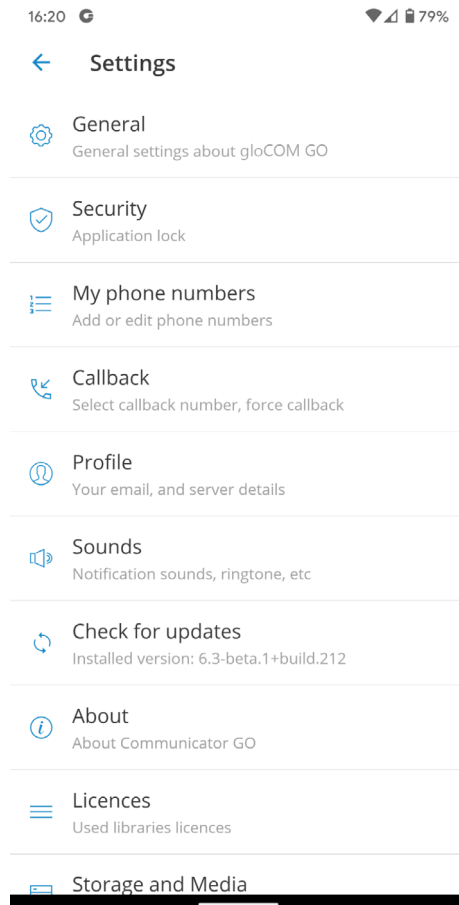 16:20 G 79%
Settings
General
General settings about gloCOM GO
Security
Application lock
My phone numbers
Add or edit phone numbers
Callback
Select callback number, force callback
Profile
Your email, and server details
Sounds
Notification sounds, ringtone, etc
Check for updates
Installed version: 6.3-beta.1+build.212
About
About Communicator GO
Licences
Used libraries licences
Storage and Media